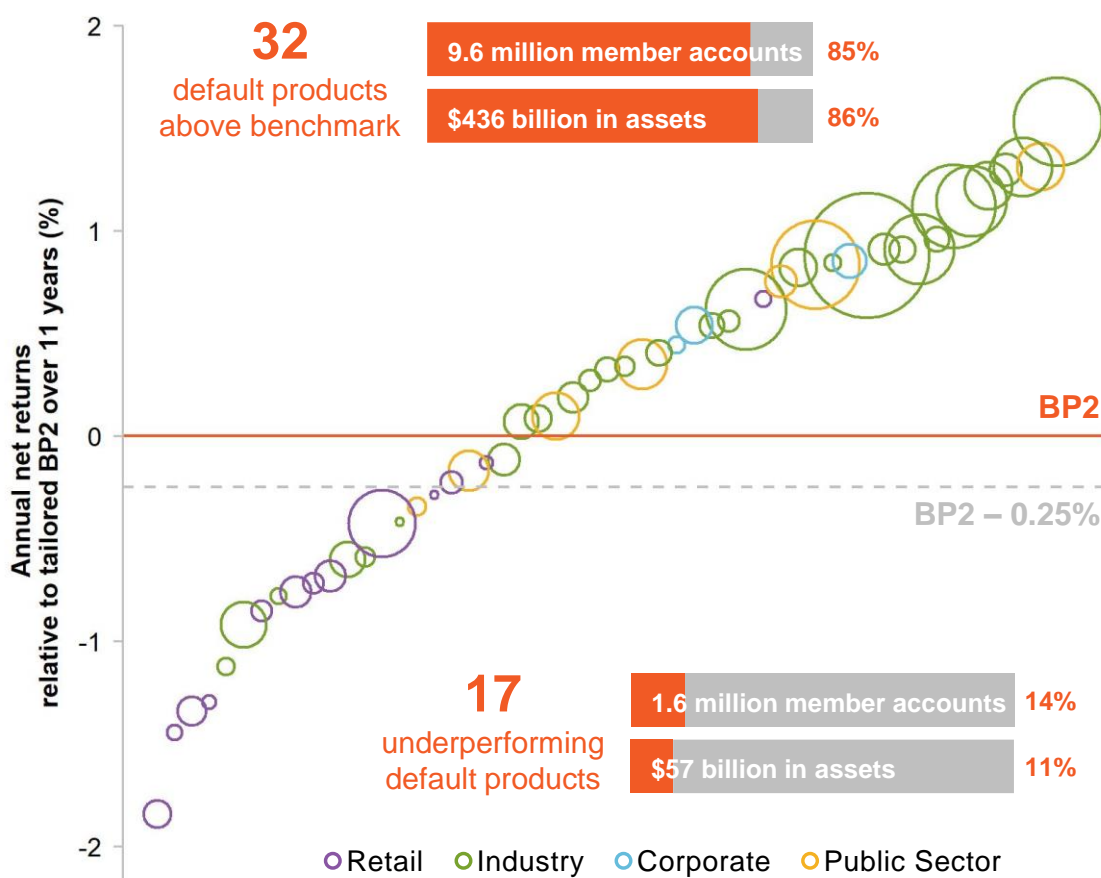 2
32
default products
above benchmark
9.6 million member accounts 85%
$436 billion in assets 86%
1
Annual net returns
relative to tailored BP2 over 11 years (%)
BP2
0
BP2 – 0.25%
-1
17
underperforming
default products
1.6 million member accounts 14%
$57 billion in assets 11%
-2
Retail Industry Corporate Public Sector